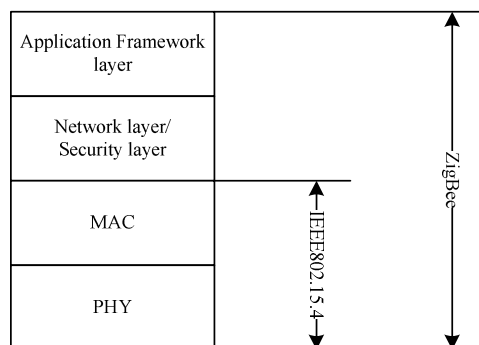 Application Framework
layer
Network layer/
Security layer
MAC
PHY
IEEE802.15.4
ZigBee